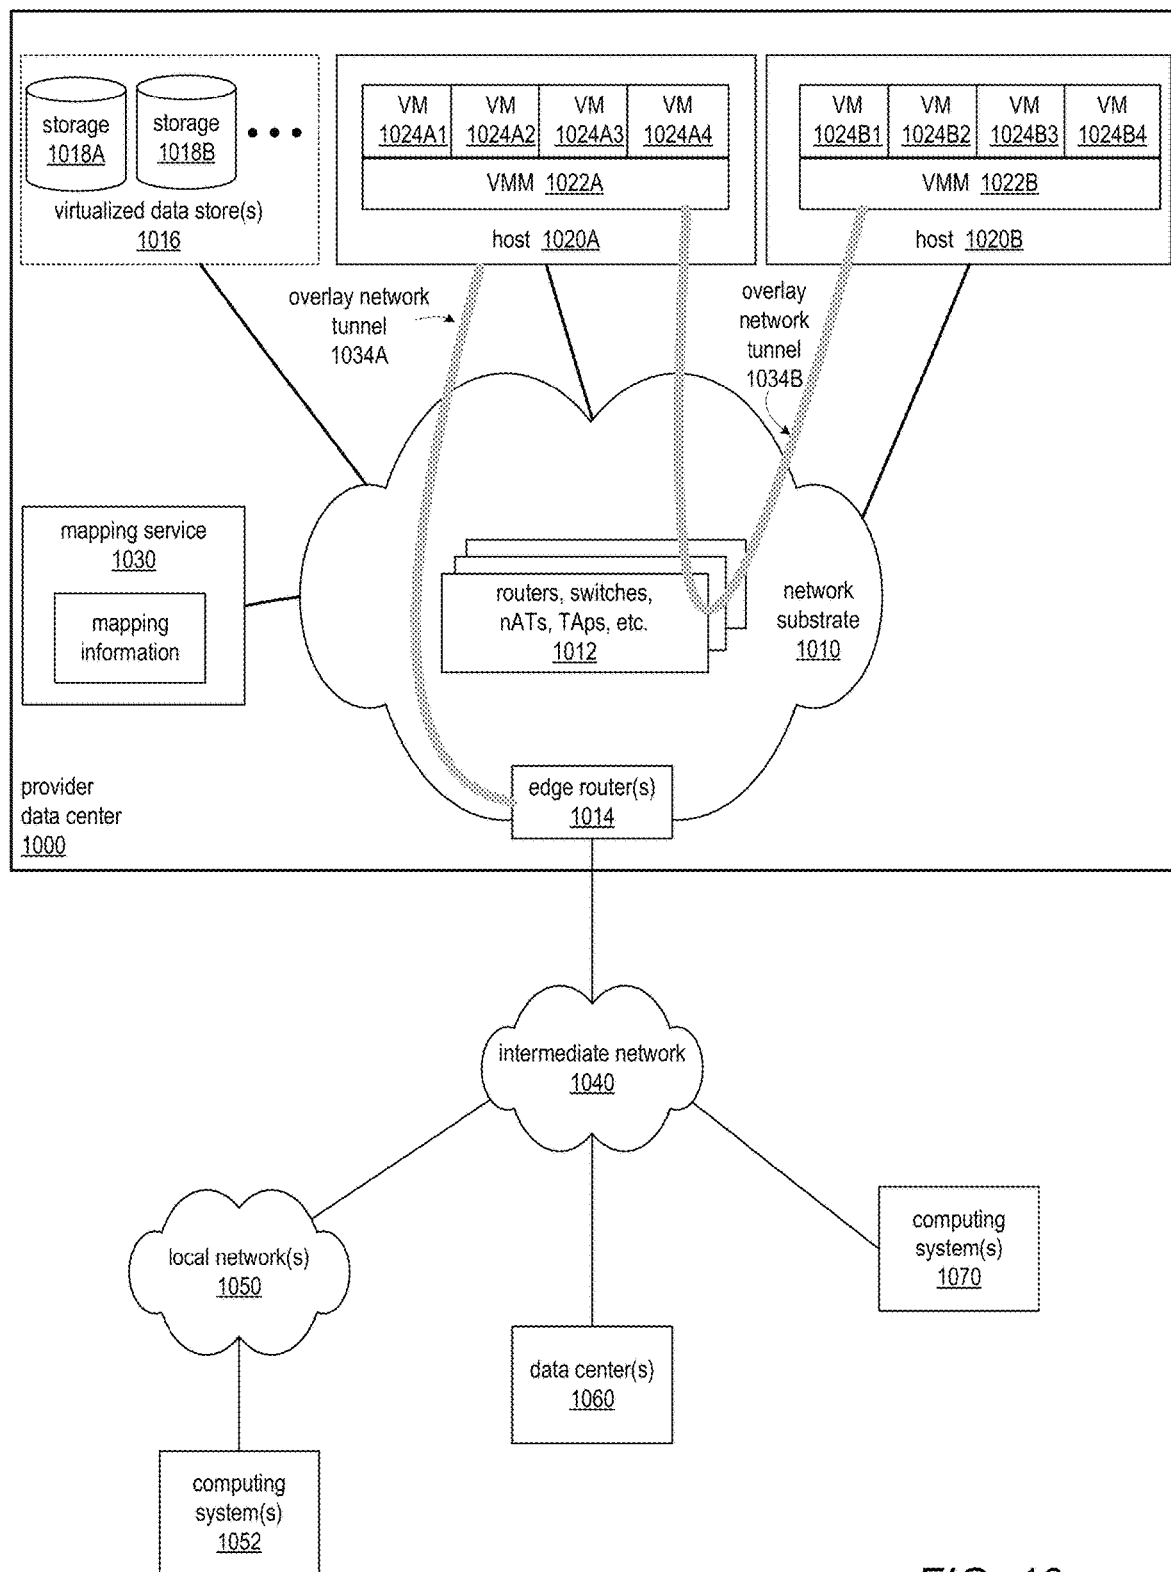 storage
1018A
storage
1018B
virtualized data store(s)
1016
VM
1024A1
VM
1024A2
VM
1024A3
VM
1024A4
VMM 1022A
host 1020A
VM
1024B1
VM
1024B2
VM
1024B3
VM
1024B4
VMM 1022B
host 1020B
overlay network
tunnel
1034A
overlay
network
tunnel
1034B
mapping service
1030
mapping
information
routers, switches,
nATs, TAps, etc.
1012
network
substrate
1010
provider
data center
1000
edge router(s)
1014
intermediate network
1040
local network(s)
1050
computing
system(s)
1070
data center(s)
1060
computing
system(s)
1052